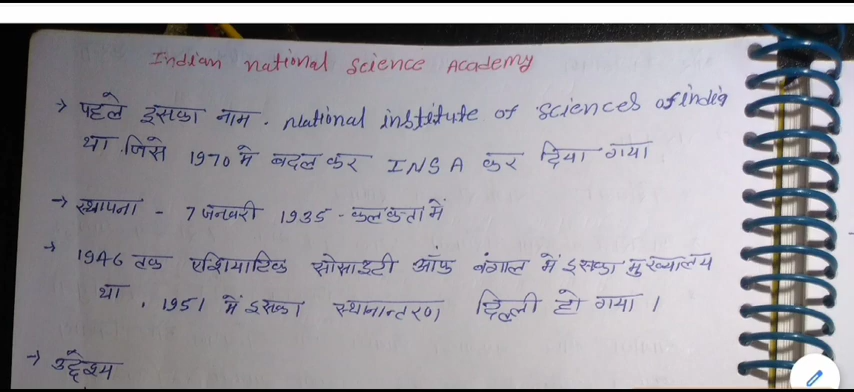 Indian National Science Academy
→ पहले इसका नाम . National institute of Sciences of india
था . जिसे 1970 में बदल कर INSA कर दिया गया
→ स्थापना - 7 जनवरी 1935 - कलकत्ता में
→ 1946 तक एशियाटिक सोसाइटी ऑफ बंगाल में इसका मुख्यालय
था . 1951 में इसका स्थानान्तरण दिल्ली हो गया ।
→ उद्देश्य